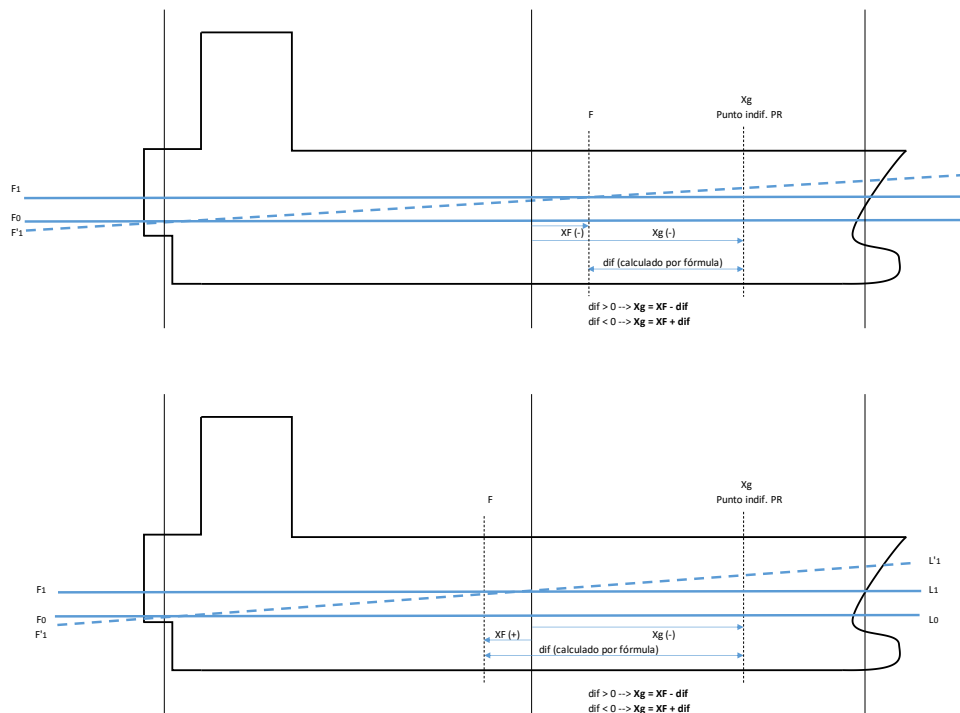 Xg
F
Punto indif. PR
F1
F0
F'1
XF (-)
Xg (-)
dif (calculado por fórmula)
dif > 0 --> Xg = XF - dif
dif < 0 --> Xg = XF + dif
Xg
F
Punto indif. PR
L'1
F1
L1
F0
L0
F'1
XF (+)
Xg (-)
dif (calculado por fórmula)
dif > 0 --> Xg = XF - dif
dif < 0 --> Xg = XF + dif